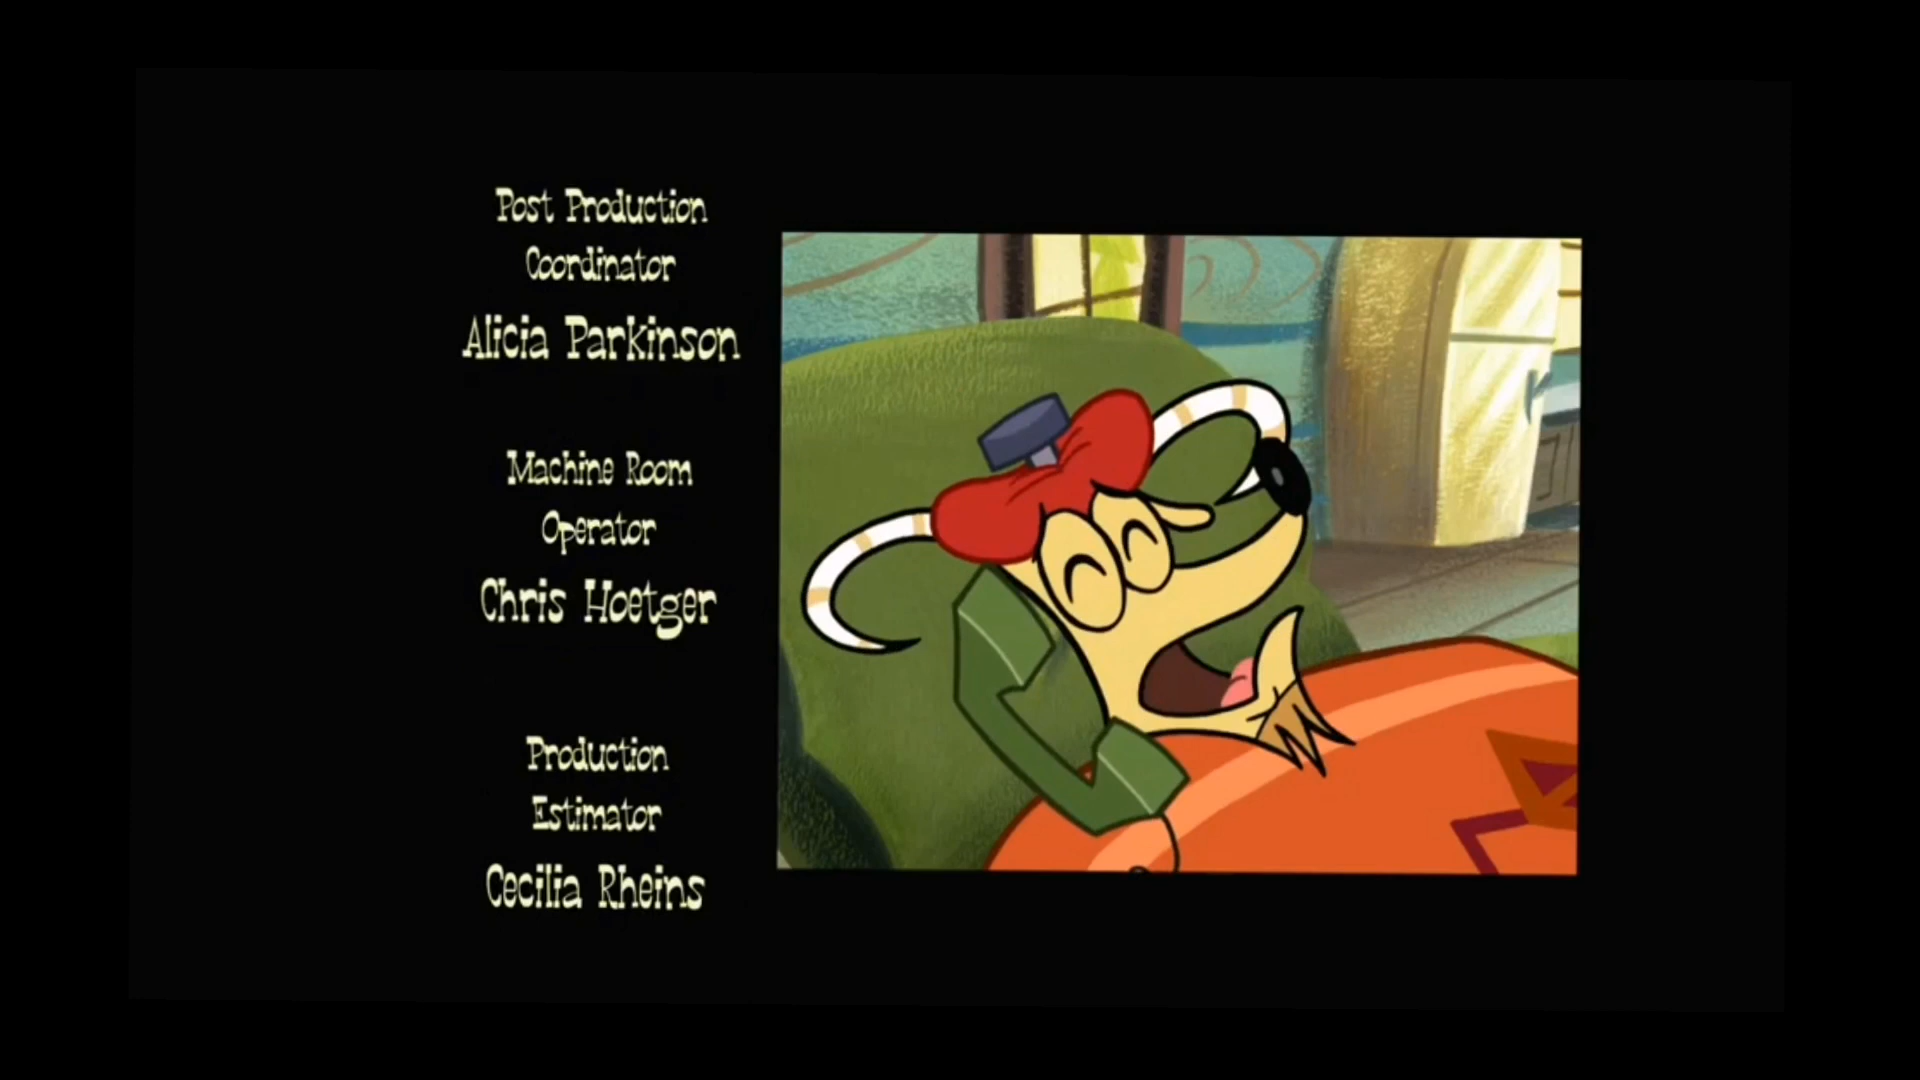 Post Production
Coordinator
Alicia Parkinson
Machine Room
Operator
Chris Hoetger
Production
Estimator
Cecilia Rheins